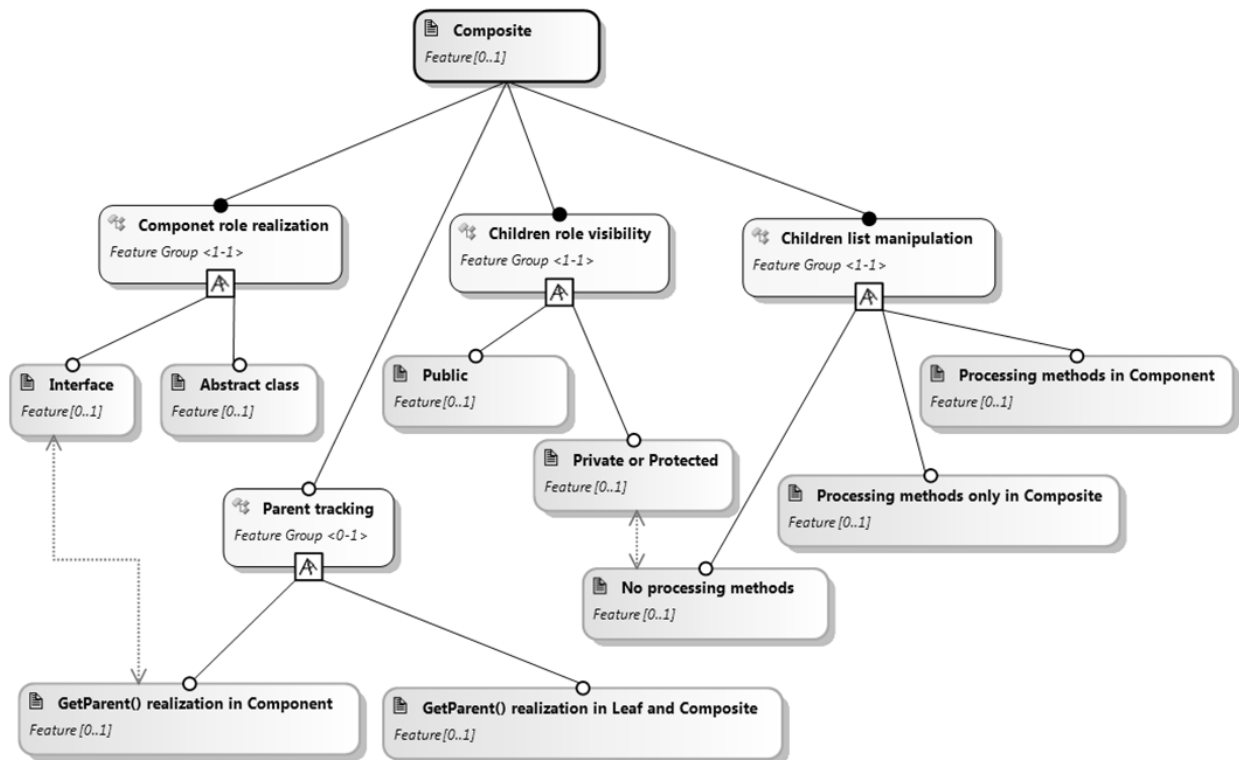 Composite
Feature[0..1]
Componet role realization
Feature Group <1-1>
Children role visibility
Feature Group <1-1>
Children list manipulation
Feature Group <1-1>
Interface
Feature[0..1]
Abstract class
Feature[0..1]
Public
Feature[0..1]
Processing methods in Component
Feature[0..1]
Private or Protected
Feature[0..1]
Processing methods only in Composite
Feature[0..1]
Parent tracking
Feature Group <0-1>
No processing methods
Feature[0..1]
GetParent() realization in Component
Feature[0..1]
GetParent() realization in Leaf and Composite
Feature[0..1]